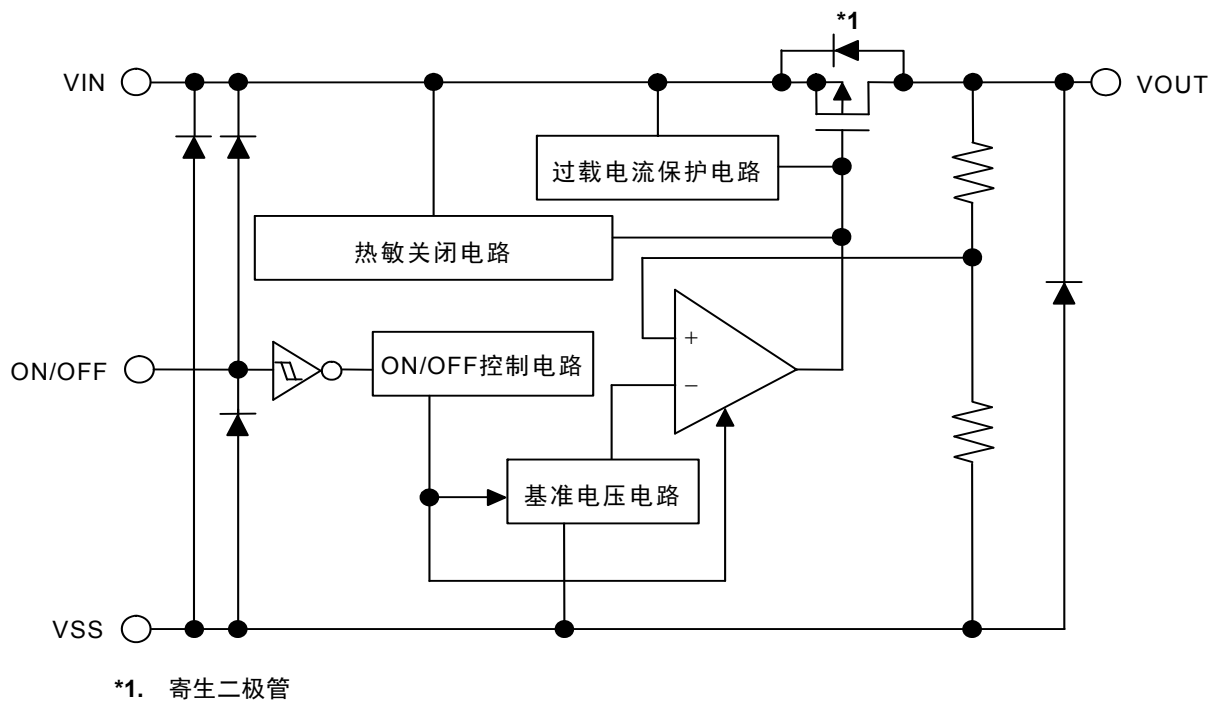 *1
VIN
VOUT
过载电流保护电路
热敏关闭电路
+
ON/OFF
ON/OFF控制电路
−
基准电压电路
VSS
*1. 寄生二极管